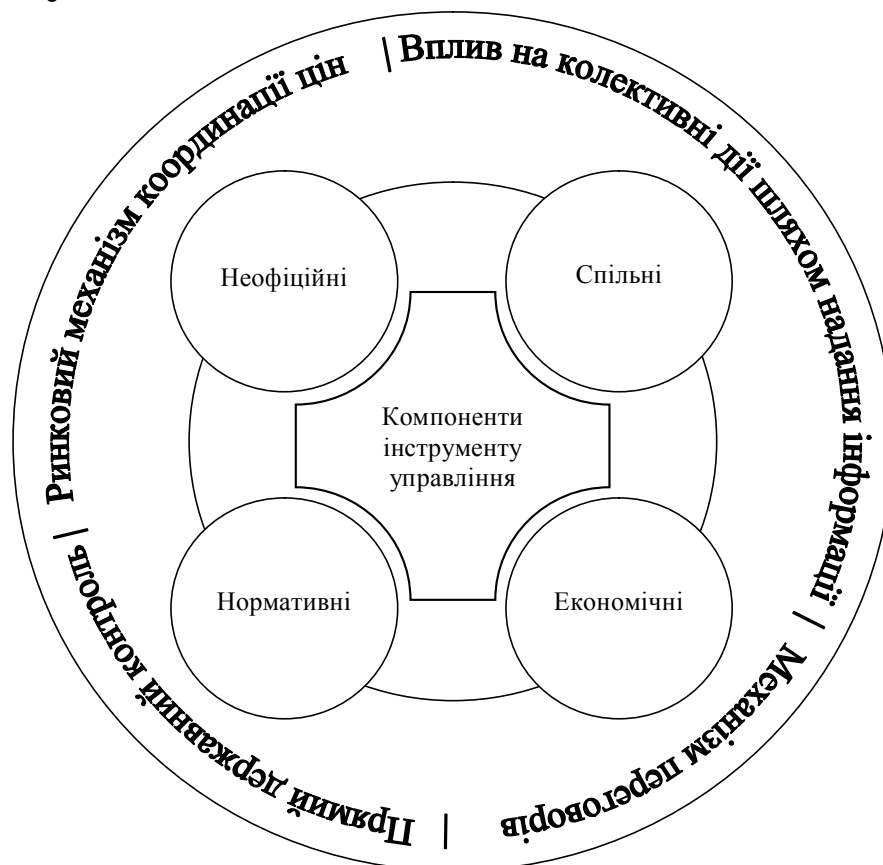 Ринковий механізм координації цін |
Вплив на колективні дії шляхом надання інформації |
Механізм переговорів |
Прямий державний контроль |
Неофіційні
Спільні
Компоненти
інструменту
управління
Нормативні
Економічні